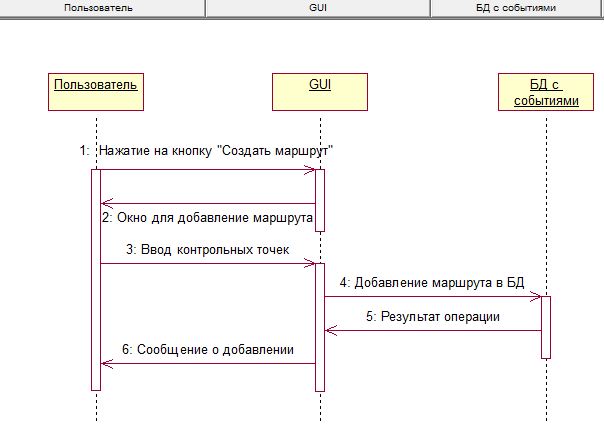 Пользователь
GUI
БД с событиями
Пользователь
GUI
БД с
событиями
1: Нажатие на кнопку "Создать маршрут"
2: Окно для добавление маршрута
3: Ввод контрольных точек
4: Добавление маршрута в БД
5: Результат операции
6: Сообщение о добавлении